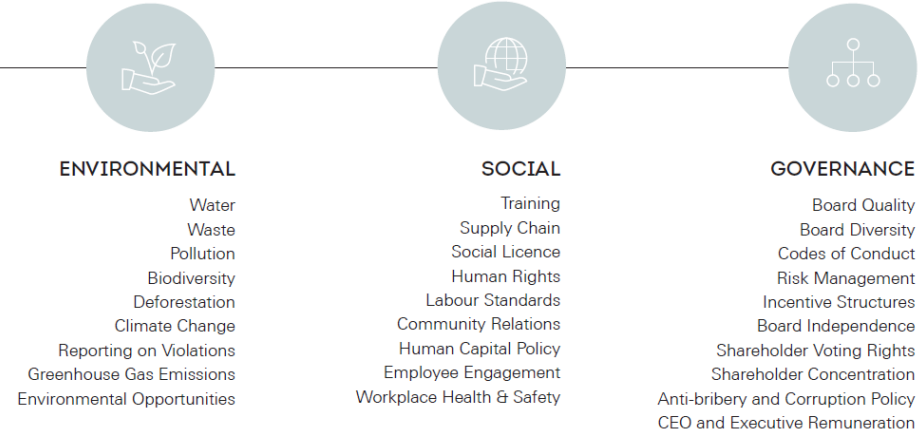 ENVIRONMENTAL
Water
Waste
Pollution
Biodiversity
Deforestation
Climate Change
Reporting on Violations
Greenhouse Gas Emissions
Environmental Opportunities
SOCIAL
Training
Supply Chain
Social Licence
Human Rights
Labour Standards
Community Relations
Human Capital Policy
Employee Engagement
Workplace Health & Safety
GOVERNANCE
Board Quality
Board Diversity
Codes of Conduct
Risk Management
Incentive Structures
Board Independence
Shareholder Voting Rights
Shareholder Concentration
Anti-bribery and Corruption Policy
CEO and Executive Remuneration